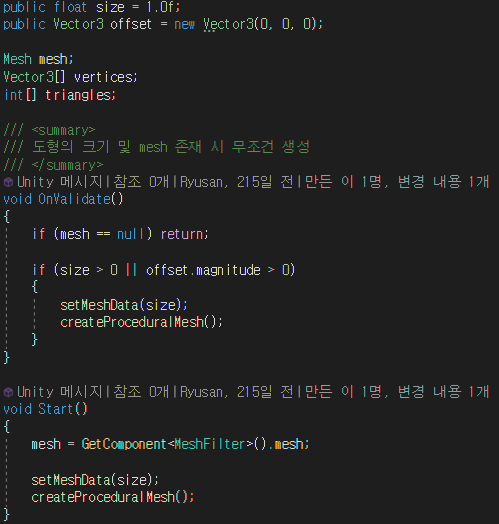 public float size = 1.0f;
public Vector3 offset = new Vector3(0, 0, 0);
Mesh mesh;
Vector3[] vertices;
int[] triangles;
/// <summary>
/// 도형의 크기 및 mesh 존재 시 무조건 생성
/// </summary>
Unity 메시지|참조 0개|Ryusan, 215일 전|만든 이 1명, 변경 내용 1개
void OnValidate()
{
if (mesh == null) return;
if (size > 0 || offset.magnitude > 0)
{
setMeshData(size);
createProceduralMesh();
}
}
Unity 메시지|참조 0개|Ryusan, 215일 전|만든 이 1명, 변경 내용 1개
void Start()
{
mesh = GetComponent<MeshFilter>().mesh;
setMeshData(size);
createProceduralMesh();
}